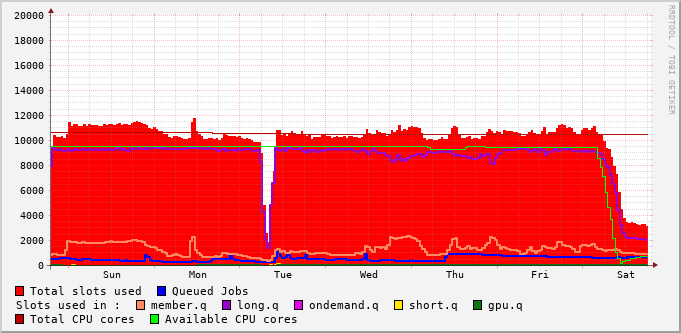 RRDTOOL / TOBI OETIKER
20000
18000
16000
14000
12000
10000
8000
6000
4000
2000
0
Sun Mon Tue Wed Thu Fri Sat
Total slots used Queued Jobs
Slots used in : member.q long.q ondemand.q short.q gpu.q
Total CPU cores Available CPU cores